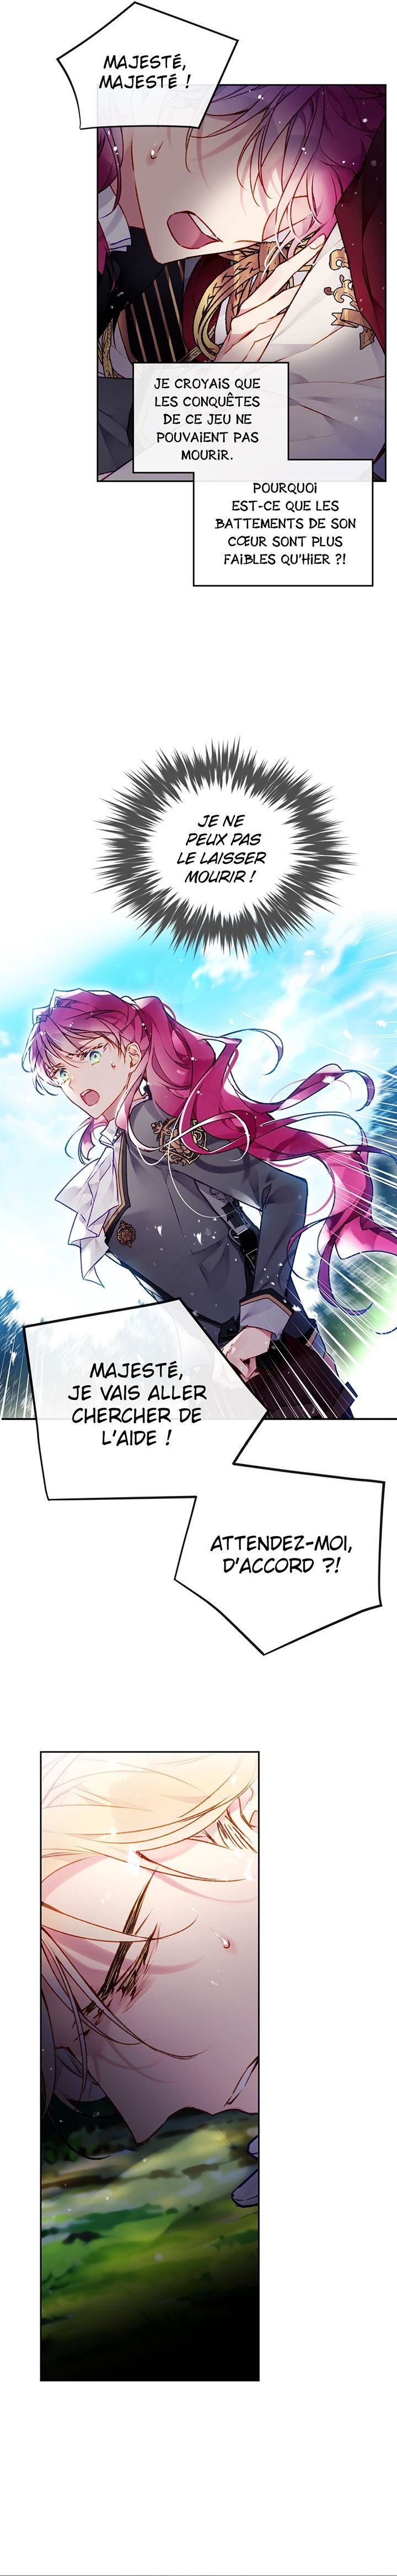 MAJESTÉ,
MAJESTÉ !
JE CROYAIS QUE
LES CONQUÊTES
DE CE JEU NE
POUVAIENT PAS
MOURIR.
POURQUOI
EST-CE QUE LES
BATTEMENTS DE SON
CŒUR SONT PLUS
FAIBLES QU'HIER ?!
JE NE
PEUX PAS
LE LAISSER
MOURIR !
MAJESTÉ,
JE VAIS ALLER
CHERCHER DE
L'AIDE !
ATTENDEZ-MOI,
D'ACCORD ?!